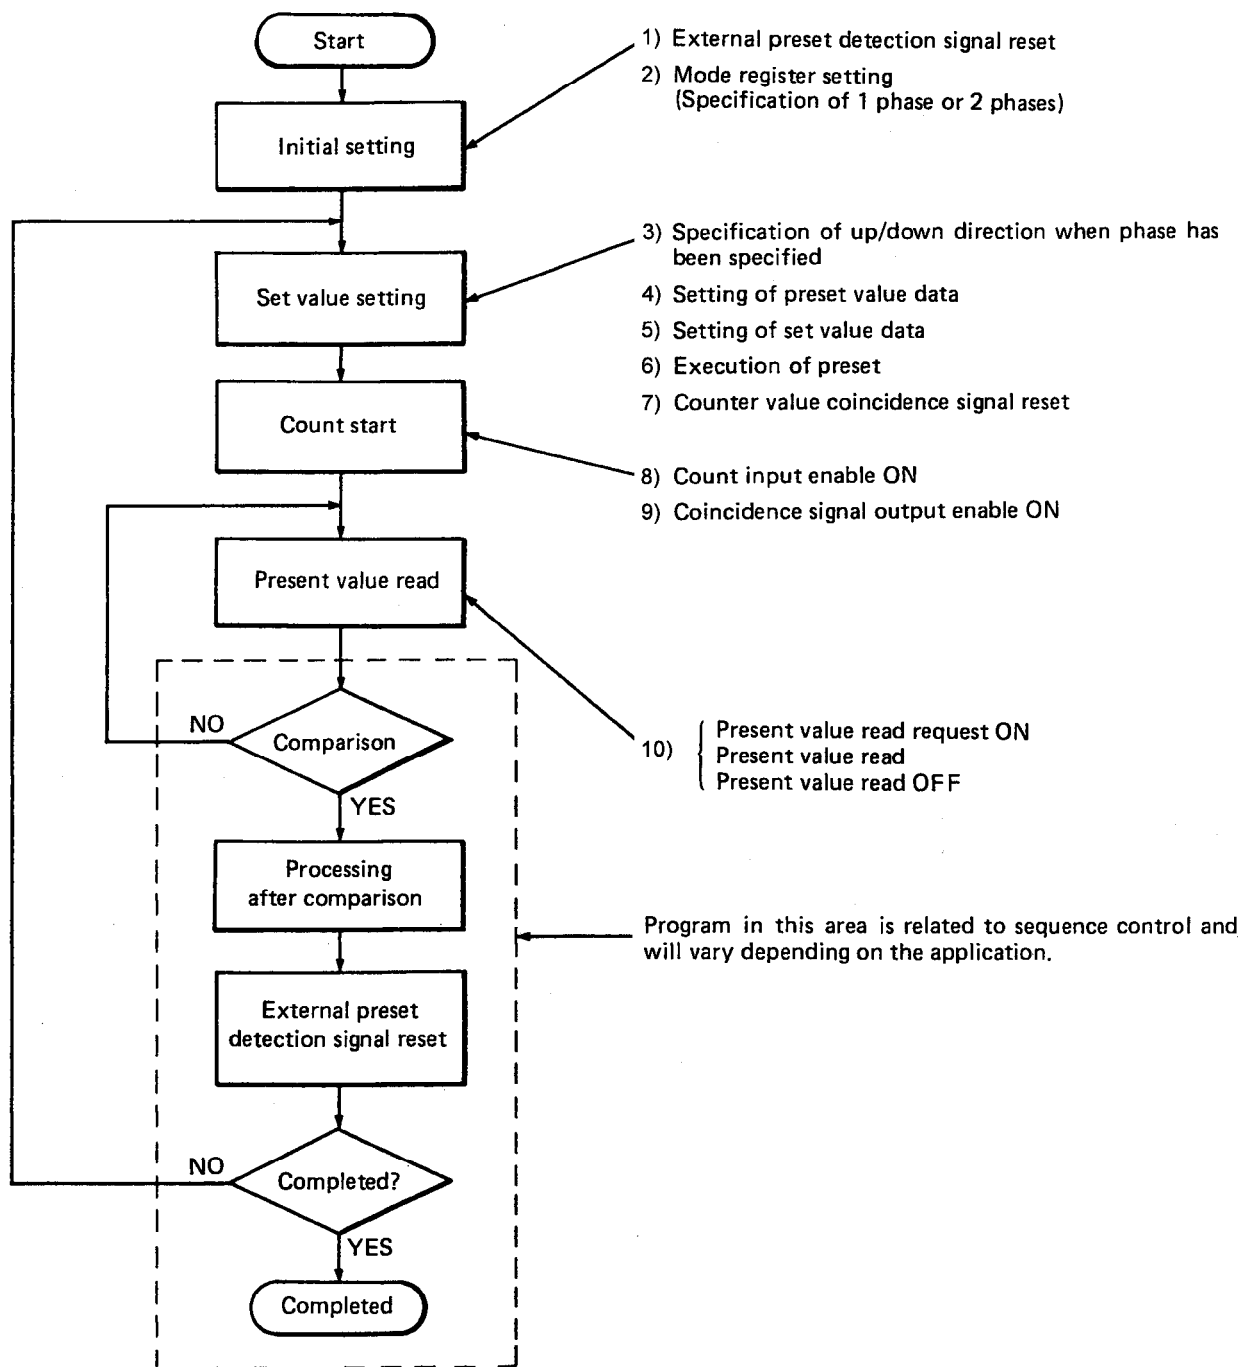 Start
1) External preset detection signal reset
2) Mode register setting
(Specification of 1 phase or 2 phases)
Initial setting
3) Specification of up/down direction when phase has
been specified
Set value setting
4) Setting of preset value data
5) Setting of set value data
6) Execution of preset
7) Counter value coincidence signal reset
Count start
8) Count input enable ON
9) Coincidence signal output enable ON
Present value read
10) Present value read request ON
Present value read
Present value read OFF
NO
Comparison
YES
Processing
after comparison
Program in this area is related to sequence control and
will vary depending on the application.
External preset
detection signal reset
NO
Completed?
YES
Completed